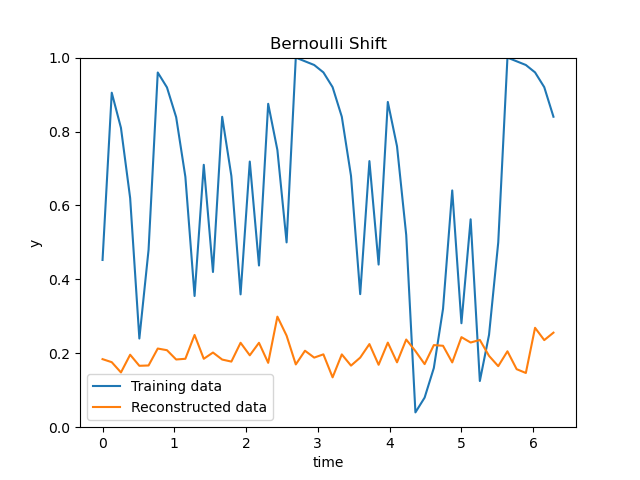 Bernoulli Shift
1.0
0.8
0.6
0.4
0.2
0.0
y
Training data
Reconstructed data
0 1 2 3 4 5 6
time